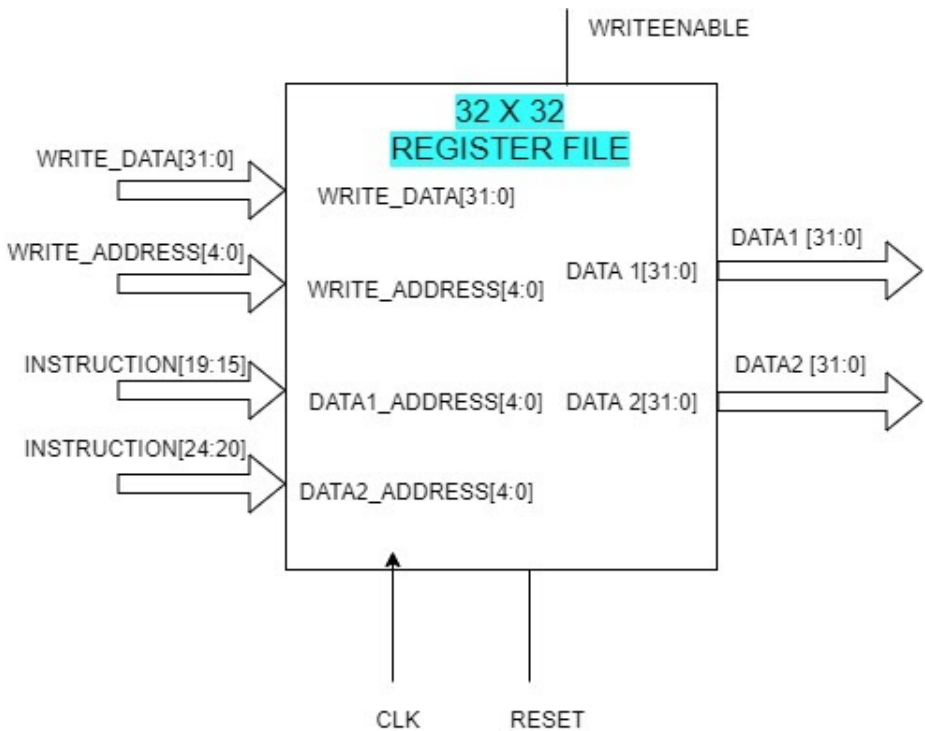 WRITEENABLE
32 X 32
REGISTER FILE
WRITE_DATA[31:0]
WRITE_DATA[31:0]
WRITE_ADDRESS[4:0]
WRITE_ADDRESS[4:0]
DATA 1[31:0]
DATA1 [31:0]
INSTRUCTION[19:15]
DATA1_ADDRESS[4:0]
DATA 2[31:0]
DATA2 [31:0]
INSTRUCTION[24:20]
DATA2_ADDRESS[4:0]
CLK
RESET